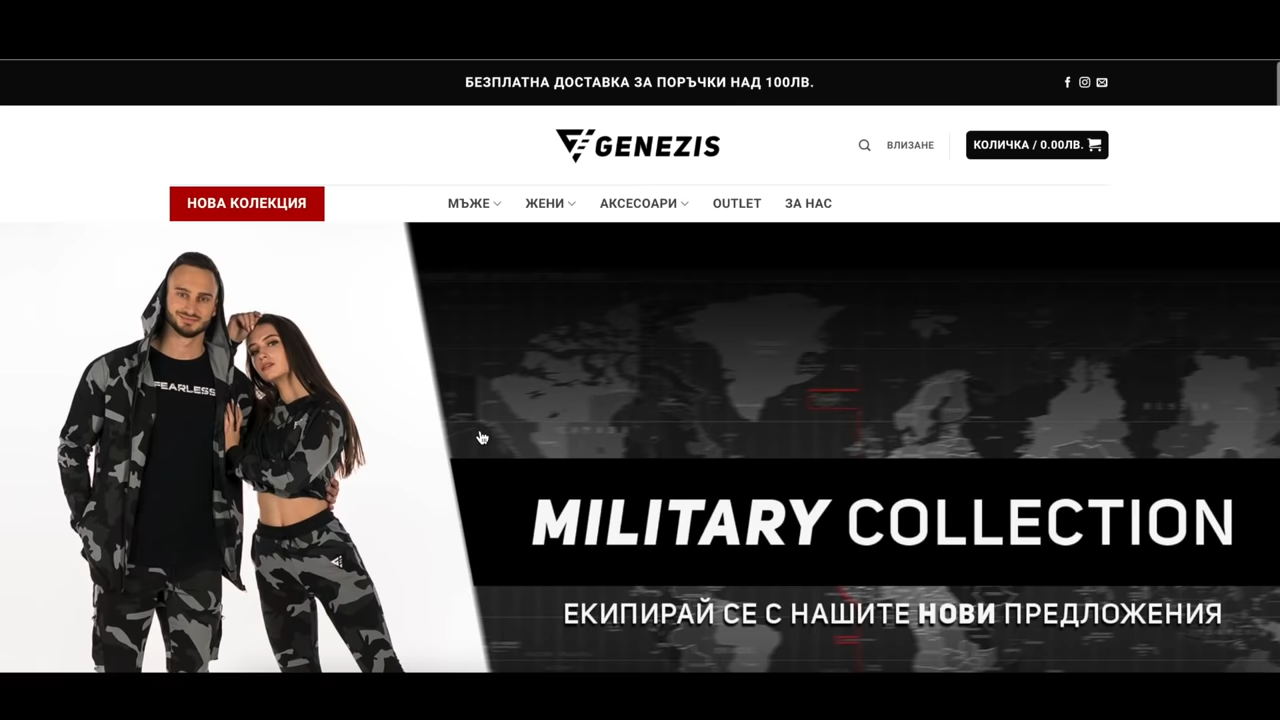 БЕЗПЛАТНА ДОСТАВКА ЗА ПОРЪЧКИ НАД 100ЛВ.
GENEZIS
ВЛИЗАНЕ
КОЛИЧКА / 0.00ЛВ.
НОВА КОЛЕКЦИЯ
МЪЖЕ
ЖЕНИ
АКСЕСОАРИ
OUTLET
ЗА НАС
FEARLESS
MILITARY COLLECTION
ЕКИПИРАЙ СЕ С НАШИТЕ НОВИ ПРЕДЛОЖЕНИЯ